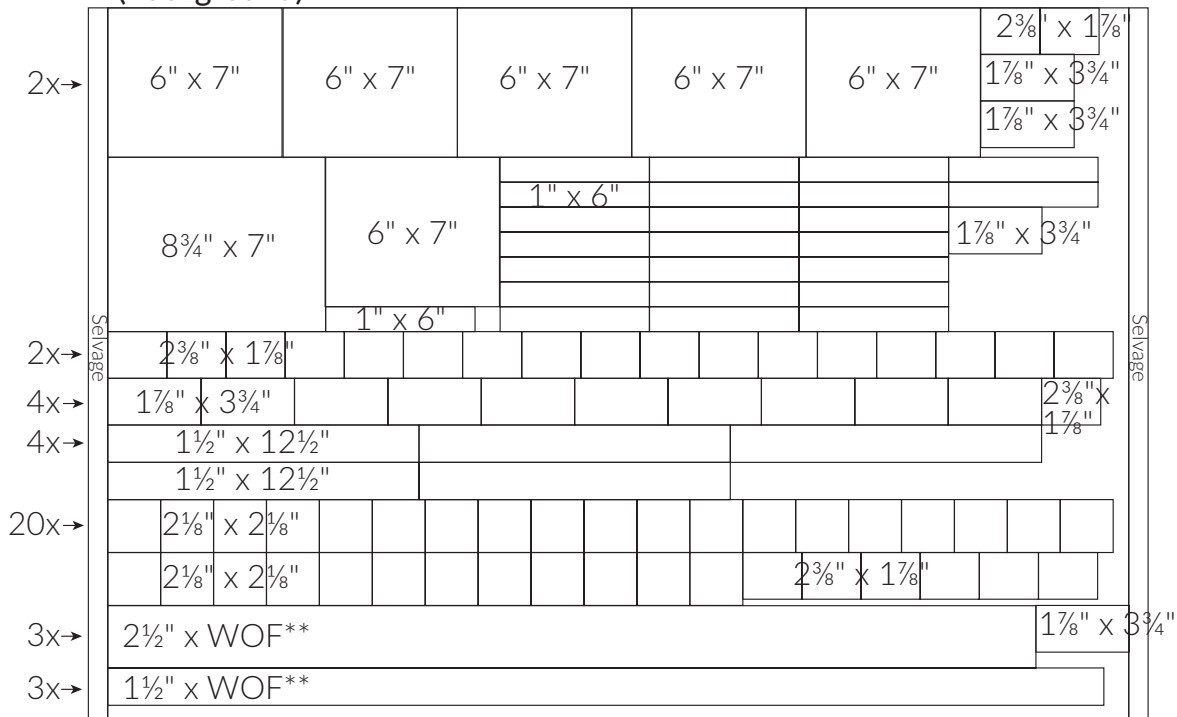 2x→
6" x 7"
6" x 7"
6" x 7"
6" x 7"
6" x 7"
2⅜" x 1⅞"
1⅞" x 3¾"
1⅞" x 3¾"
8¾" x 7"
6" x 7"
1" x 6"
1⅞" x 3¾"
1" x 6"
Selvage
Selvage
2x→
2⅜" x 1⅞"
4x→
1⅞" x 3¾"
2⅜"x
1⅞"
4x→
1½" x 12½"
1½" x 12½"
20x→
2⅛" x 2⅛"
2⅛" x 2⅛"
2⅜" x 1⅞"
3x→
2½" x WOF**
1⅞" x 3¾"
3x→
1½" x WOF**